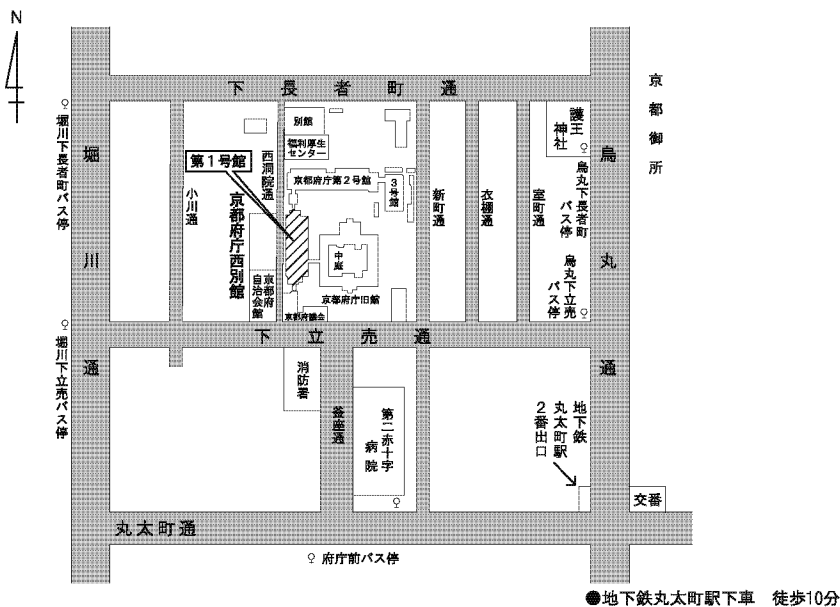 N
下長者町通
京都御所
護王
神社
別館
福利厚生
センター
堀川下長者町バス停
第1号館
西洞院通
京都府庁第2号館
3号館
新町通
衣棚通
室町通
烏丸下長者町
バス停
小川通
京都府庁西別館
中庭
堀川通
烏丸通
烏丸下立売
バス停
京都府
自治会館
京都府庁旧館
京都府議会
下立売通
堀川下立売バス停
消防署
釜座通
第二赤十字
病院
地下鉄
丸太町駅
2番出口
交番
丸太町通
府庁前バス停
●地下鉄丸太町駅下車 徒歩10分